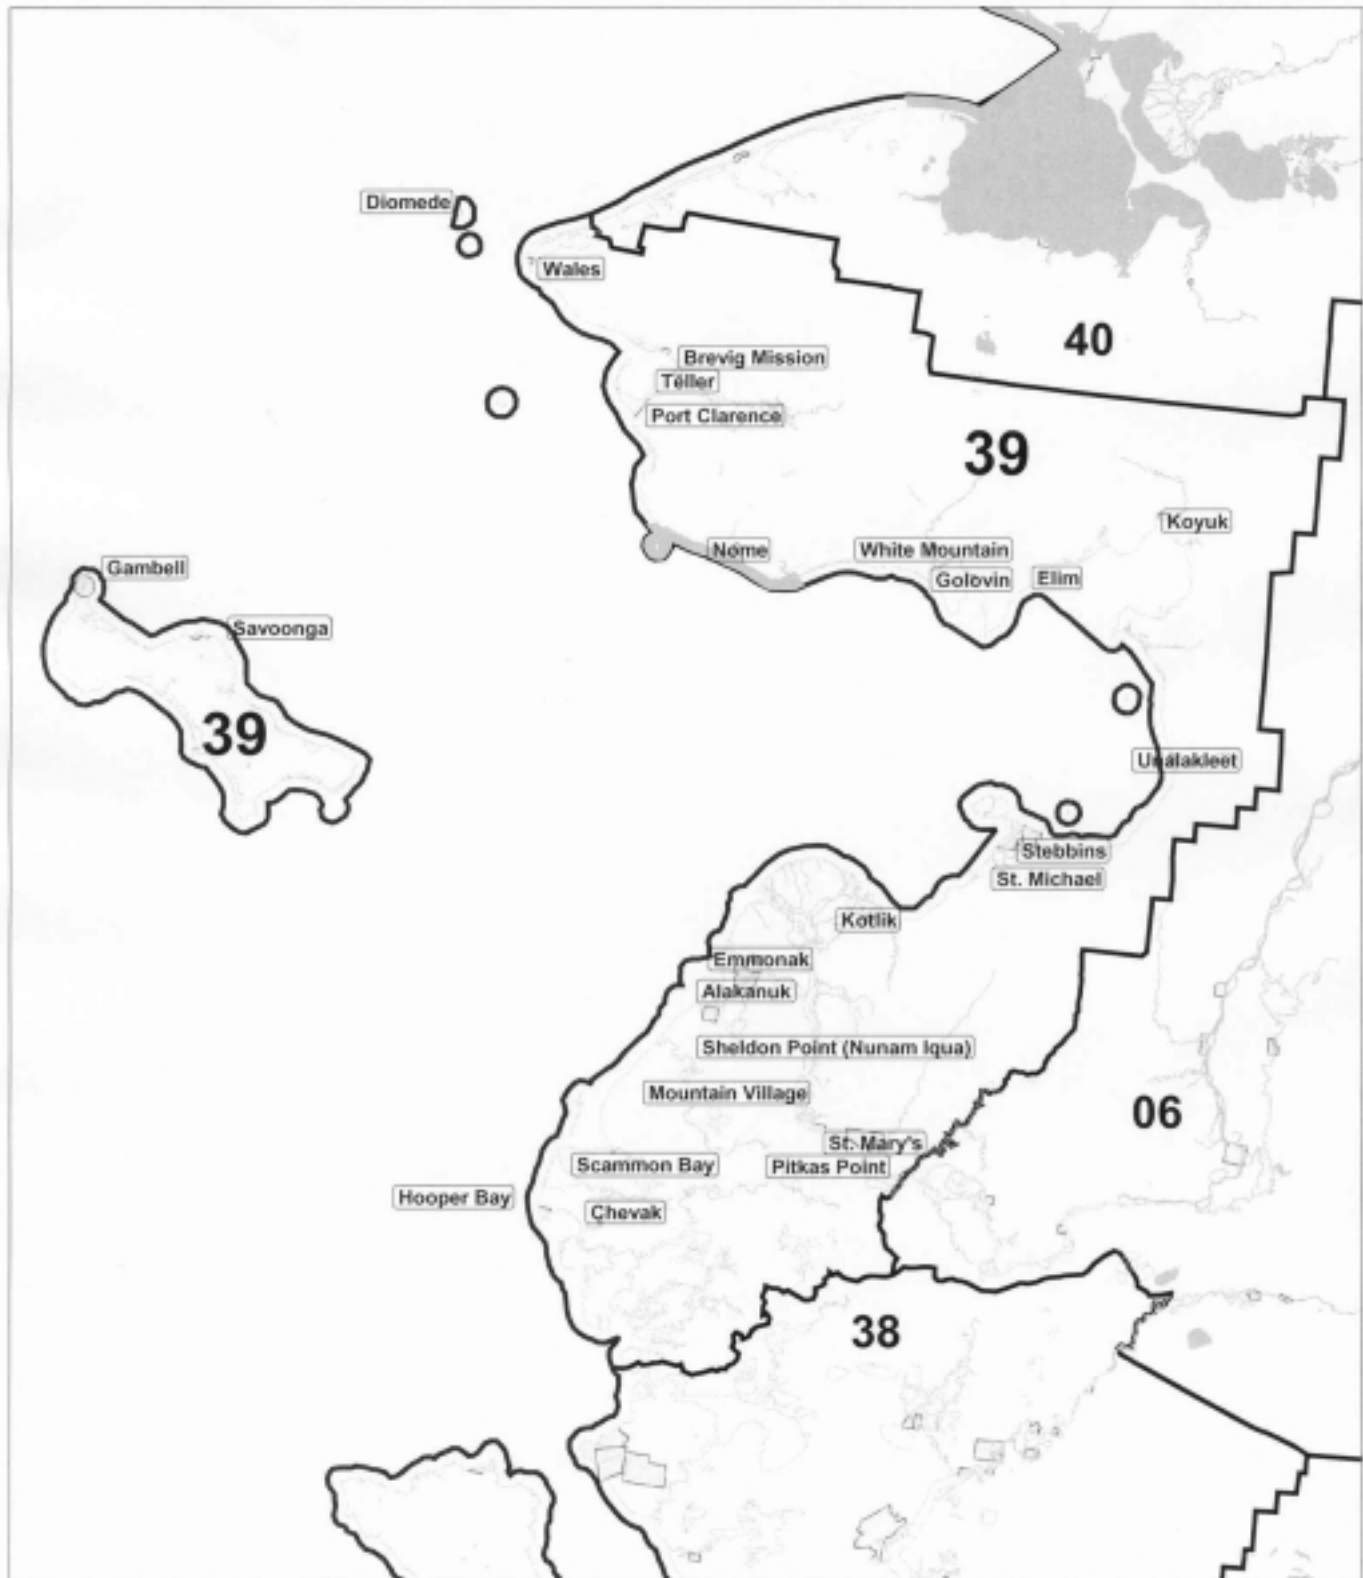 Diomede
Wales
40
Brevig Mission
Teller
Port Clarence
39
Koyuk
Nome
White Mountain
Gambell
Golovin
Elim
Savoonga
39
Unalakleet
Stebbins
St. Michael
Kotlik
Emmonak
Alakanuk
Sheldon Point (Nunam Iqua)
Mountain Village
06
St. Mary's
Scammon Bay
Pitkas Point
Hooper Bay
Chevak
38